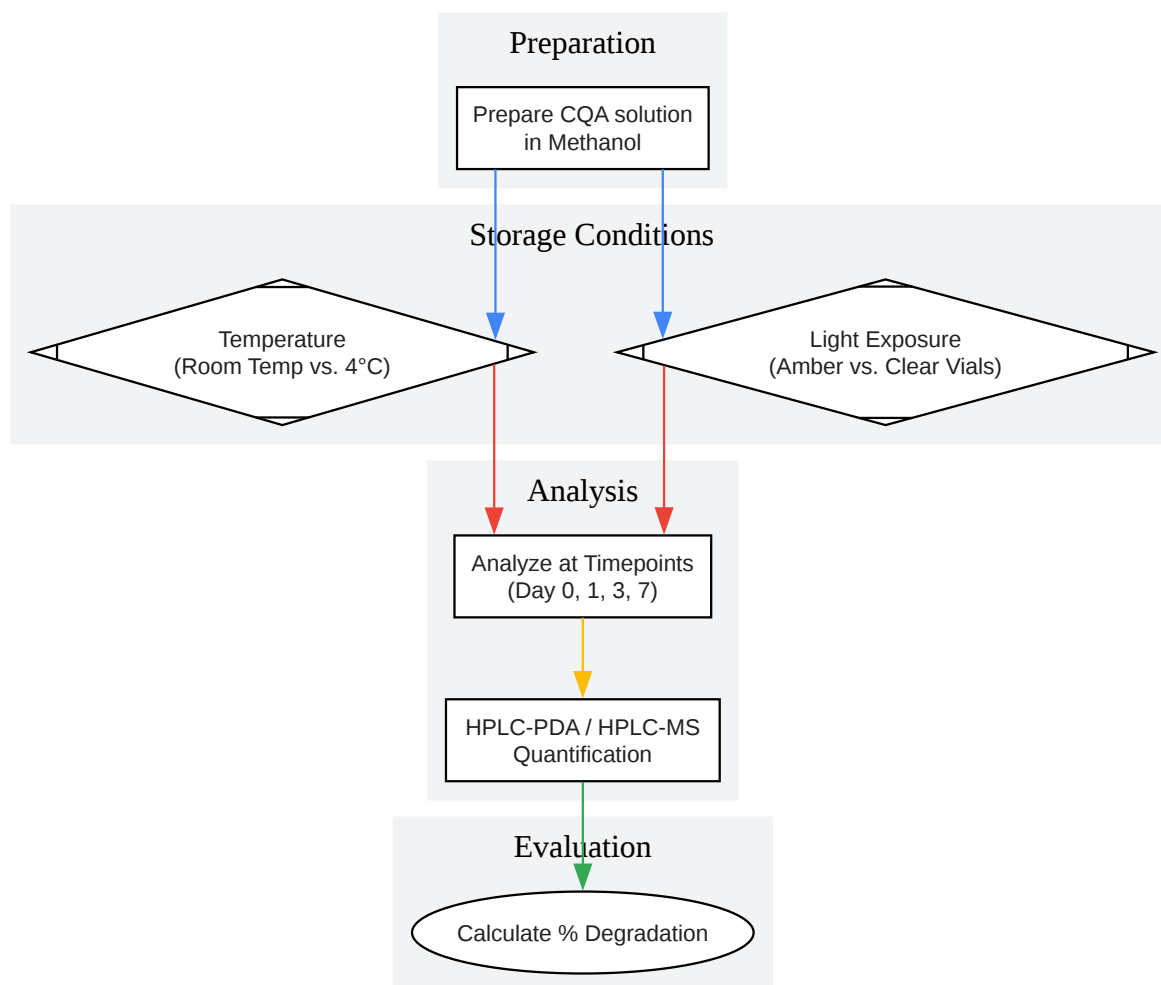 Preparation
Prepare CQA solution
in Methanol
Storage Conditions
Temperature
(Room Temp vs. 4°C)
Light Exposure
(Amber vs. Clear Vials)
Analysis
Analyze at Timepoints
(Day 0, 1, 3, 7)
HPLC-PDA / HPLC-MS
Quantification
Evaluation
Calculate % Degradation